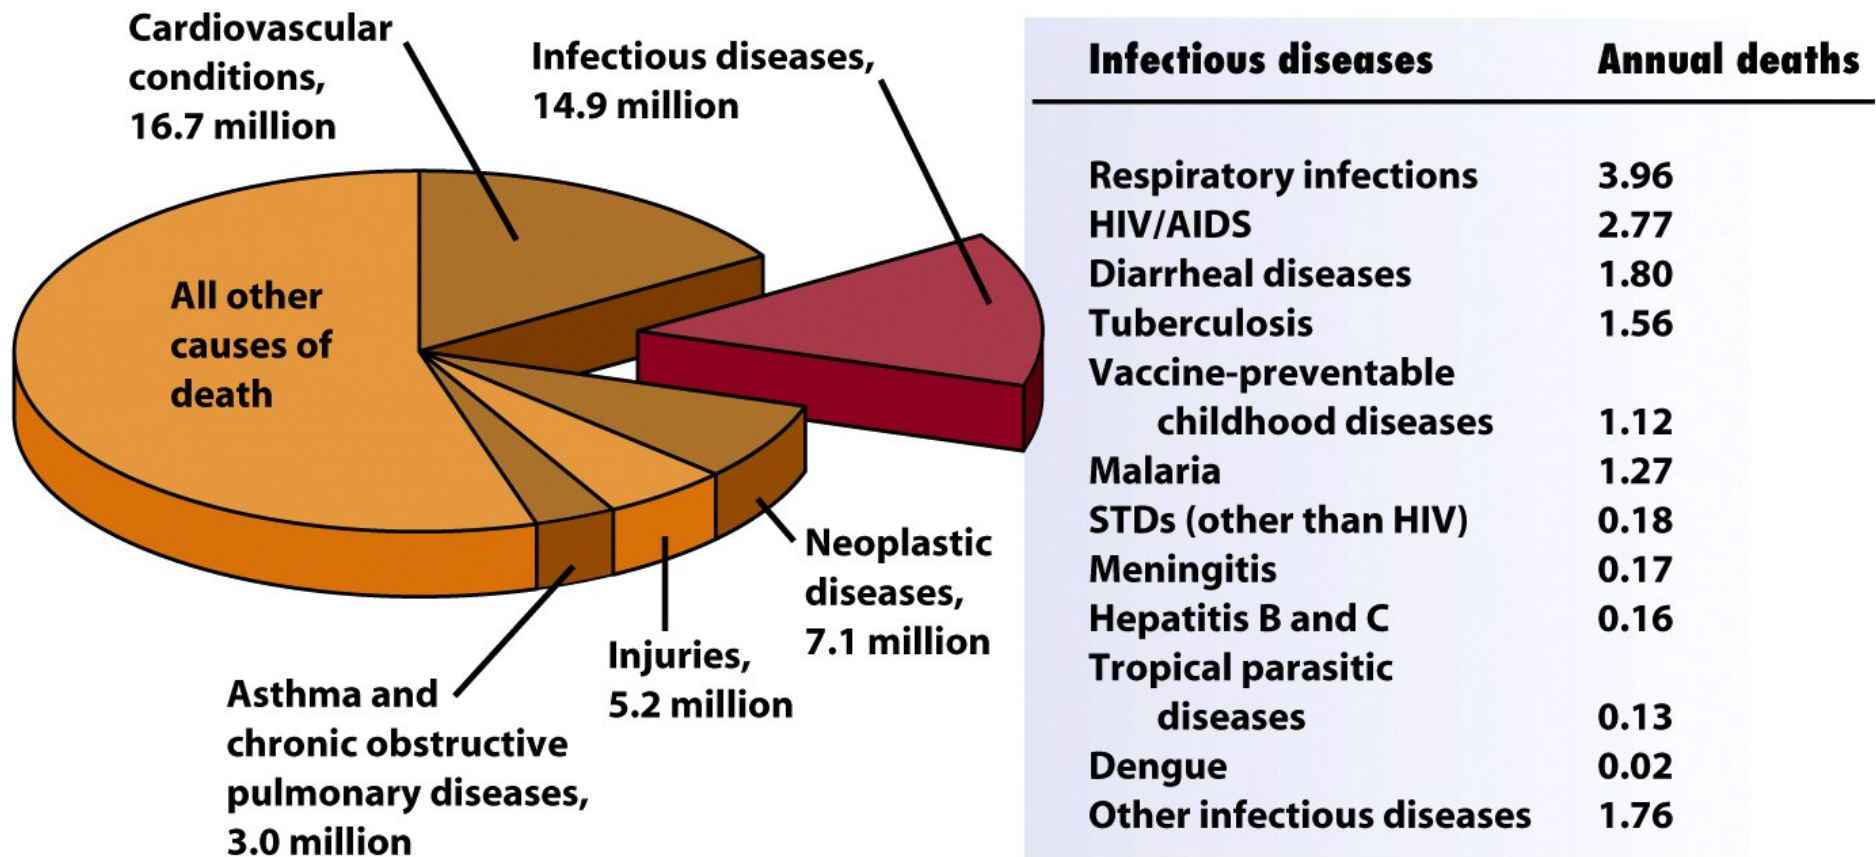 Cardiovascular
conditions,
16.7 million
Infectious diseases,
14.9 million
All other
causes of
death
Neoplastic
diseases,
7.1 million
Injuries,
5.2 million
Asthma and
chronic obstructive
pulmonary diseases,
3.0 million
Infectious diseases Annual deaths
Respiratory infections 3.96
HIV/AIDS 2.77
Diarrheal diseases 1.80
Tuberculosis 1.56
Vaccine-preventable
childhood diseases 1.12
Malaria 1.27
STDs (other than HIV) 0.18
Meningitis 0.17
Hepatitis B and C 0.16
Tropical parasitic
diseases 0.13
Dengue 0.02
Other infectious diseases 1.76